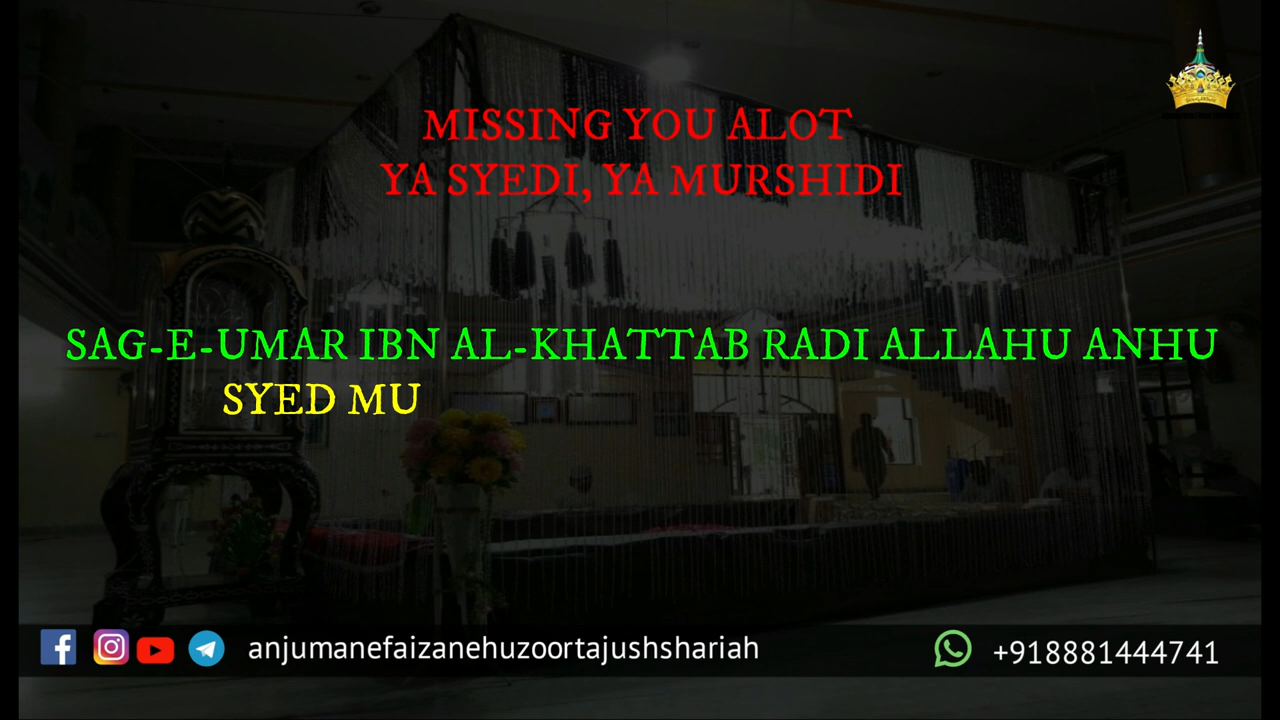 MISSING YOU ALOT
YA SYEDI, YA MURSHIDI
SAG-E-UMAR IBN AL-KHATTAB RADI ALLAHU ANHU
SYED MU
anjumanefaizanehuzoortajushshariah
+918881444741